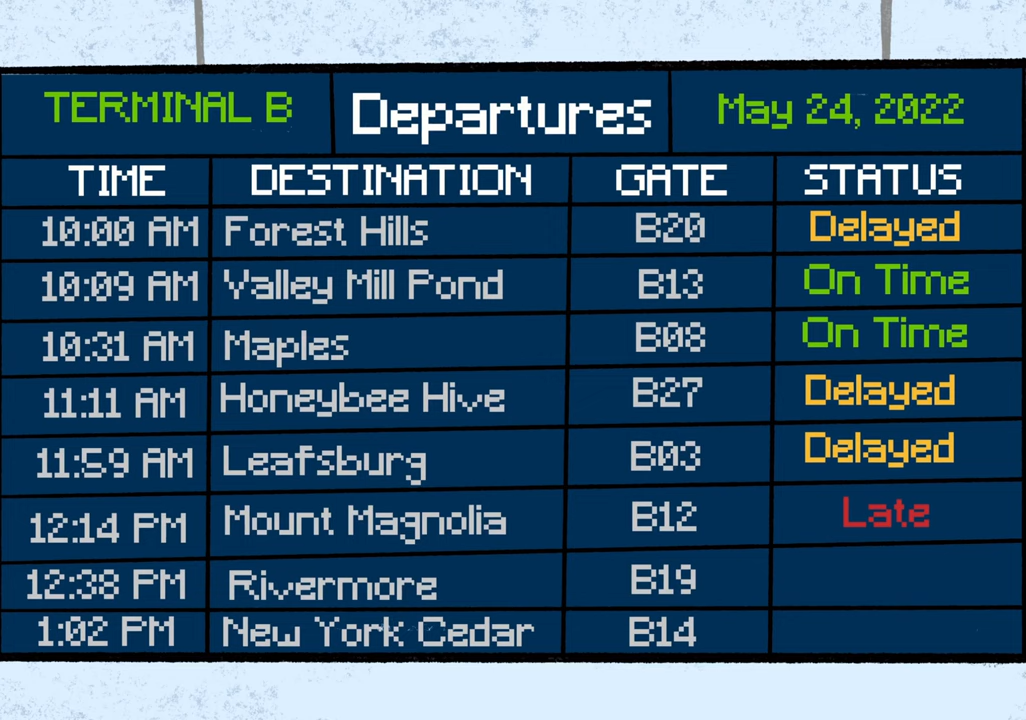 TERMINAL B Departures May 24, 2022
TIME DESTINATION GATE STATUS
10:00 AM Forest Hills B20 Delayed
10:09 AM Valley Mill Pond B13 On Time
10:31 AM Maples B08 On Time
11:11 AM Honeybee Hive B27 Delayed
11:59 AM Leafsburg B03 Delayed
12:14 PM Mount Magnolia B12 Late
12:38 PM Rivermore B19
1:02 PM New York Cedar B14